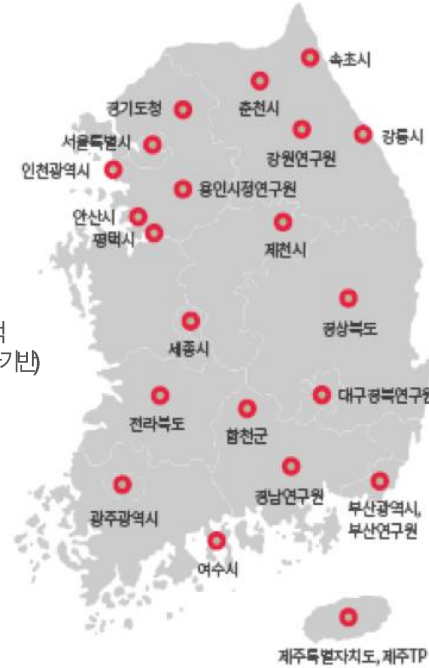 속초시
춘천시
경기도청
서울특별시
강원연구원
강릉시
인천광역시
용인시정연구원
안산시
평택시
제천시
경상북도
세종시
기반)
대구경북연구원
전라북도
합천군
경남연구원
광주광역시
부산광역시,
부산연구원
여수시
제주특별자치도, 제주TP